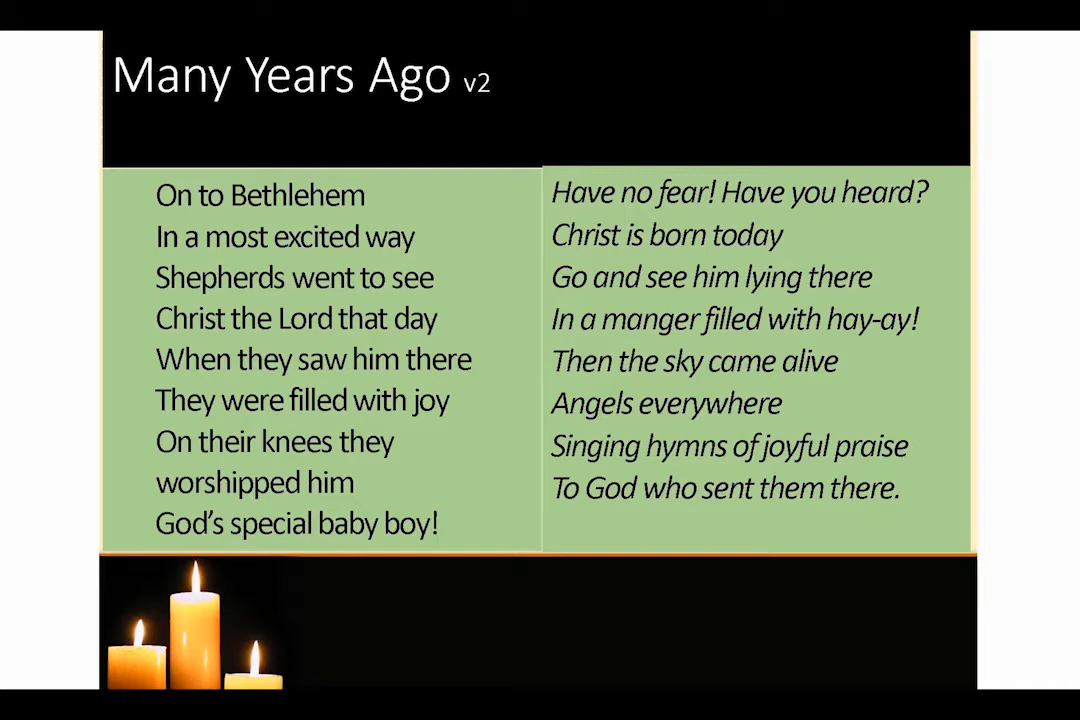 Many Years Ago v2
On to Bethlehem
In a most excited way
Shepherds went to see
Christ the Lord that day
When they saw him there
They were filled with joy
On their knees they
worshipped him
God’s special baby boy!
Have no fear! Have you heard?
Christ is born today
Go and see him lying there
In a manger filled with hay-ay!
Then the sky came alive
Angels everywhere
Singing hymns of joyful praise
To God who sent them there.